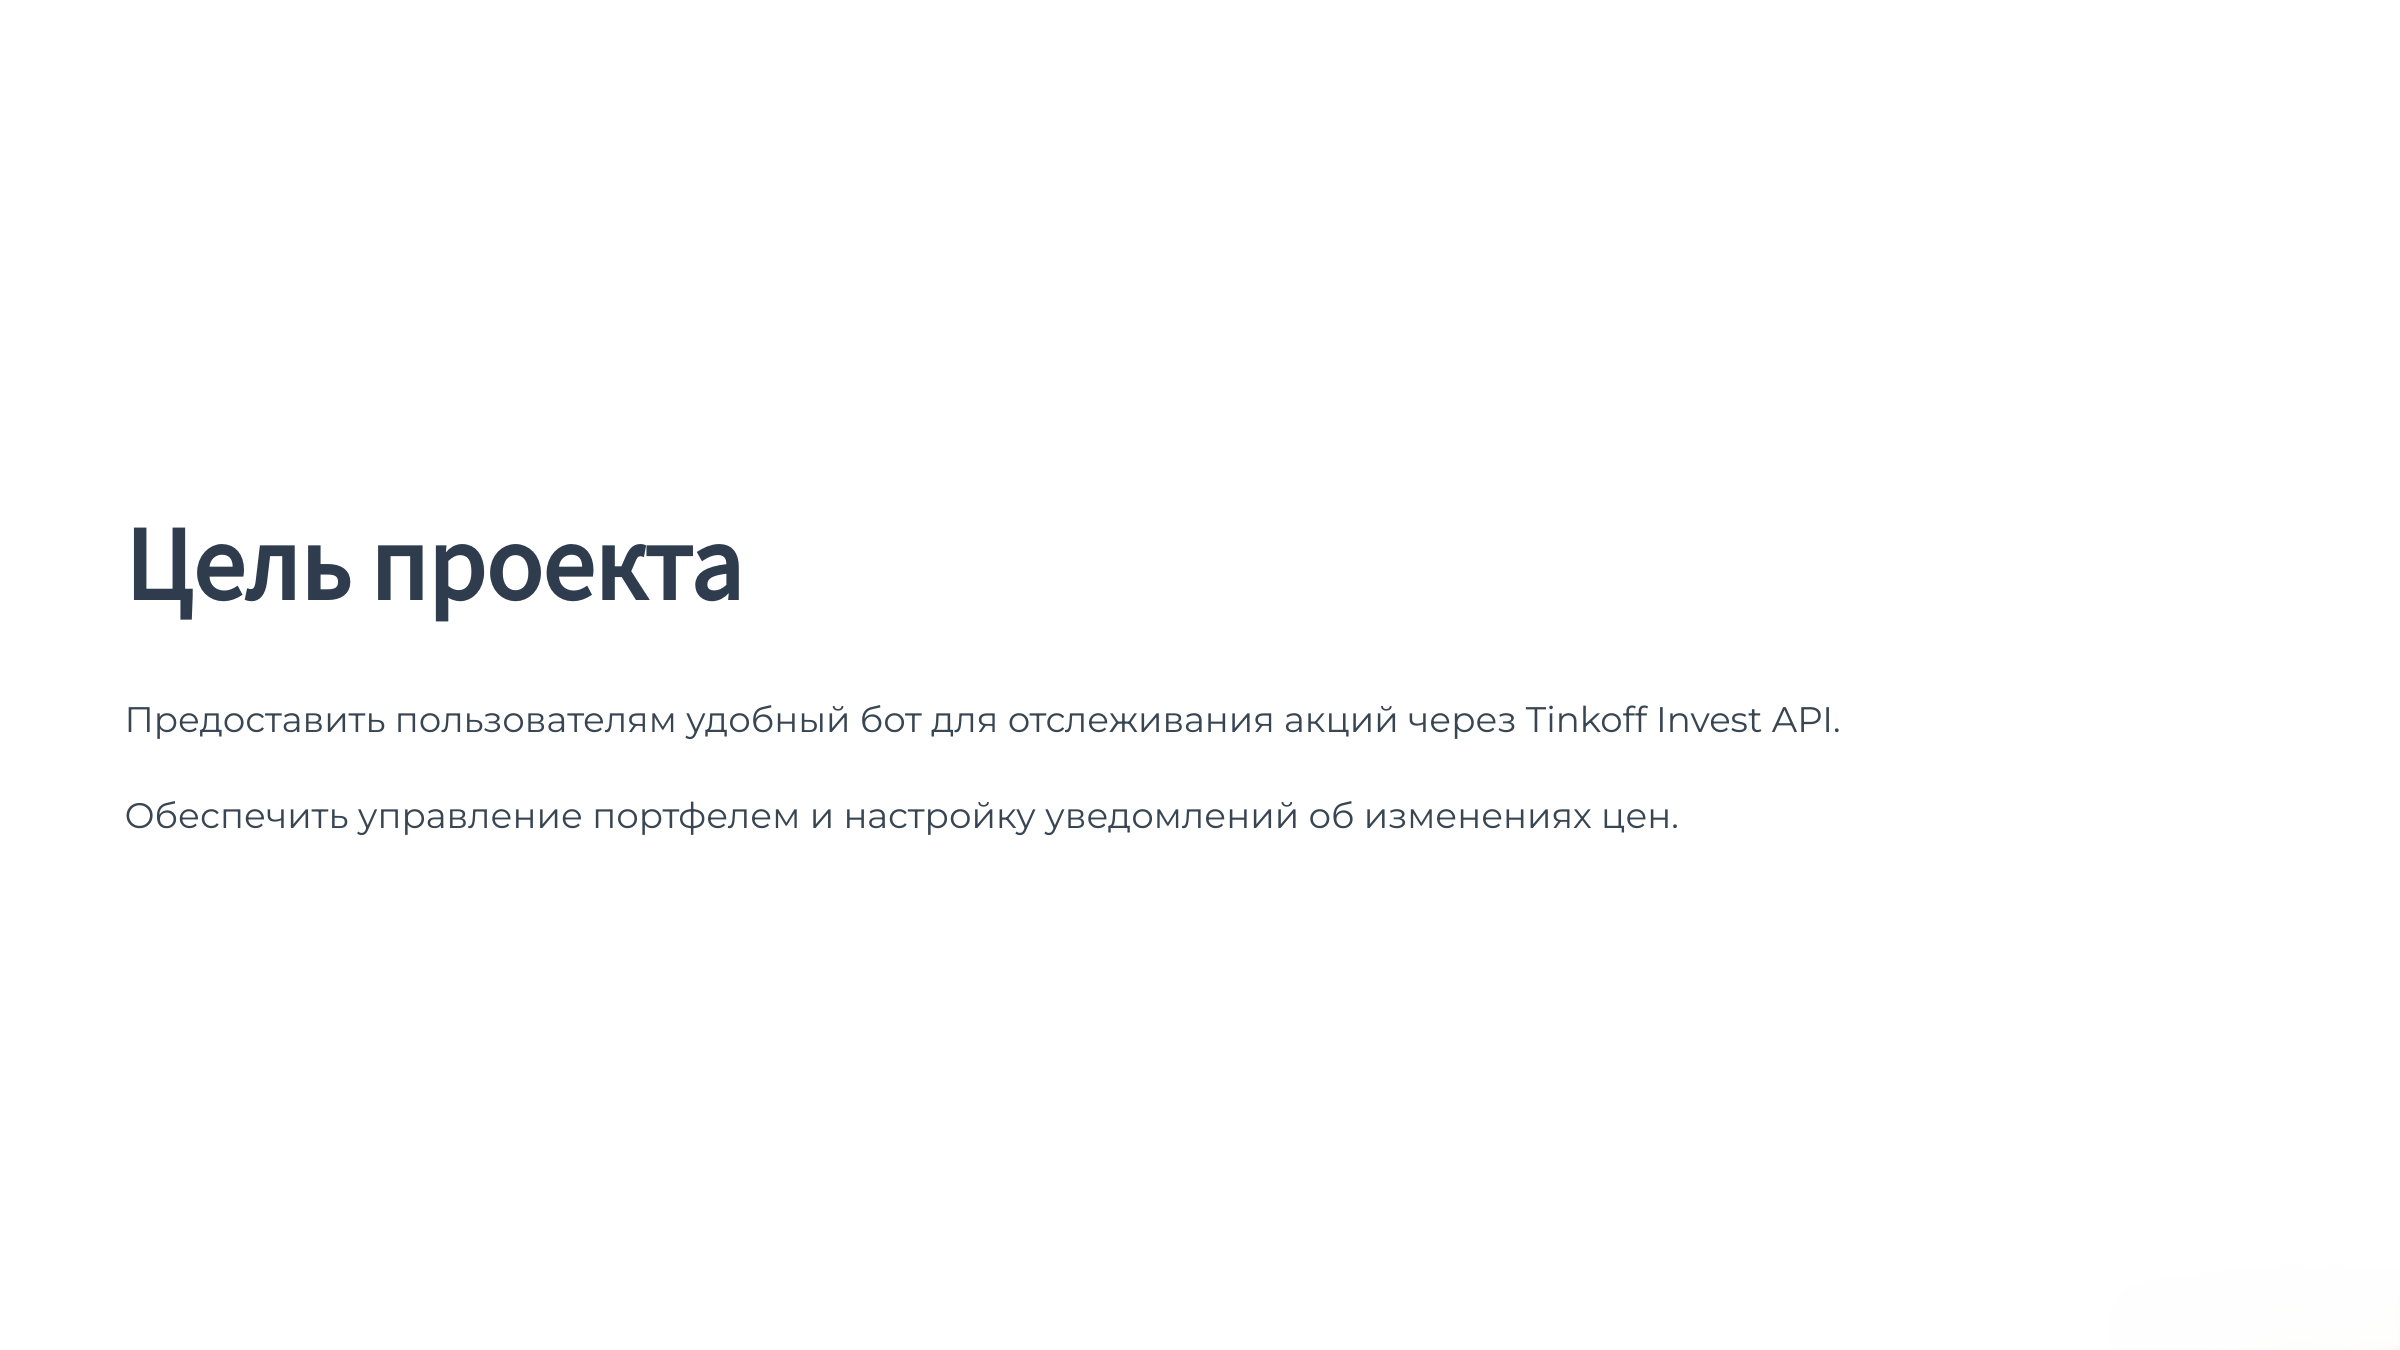 Цель проекта
Предоставить пользователям удобный бот для отслеживания акций через Tinkoff Invest API.
Обеспечить управление портфелем и настройку уведомлений об изменениях цен.